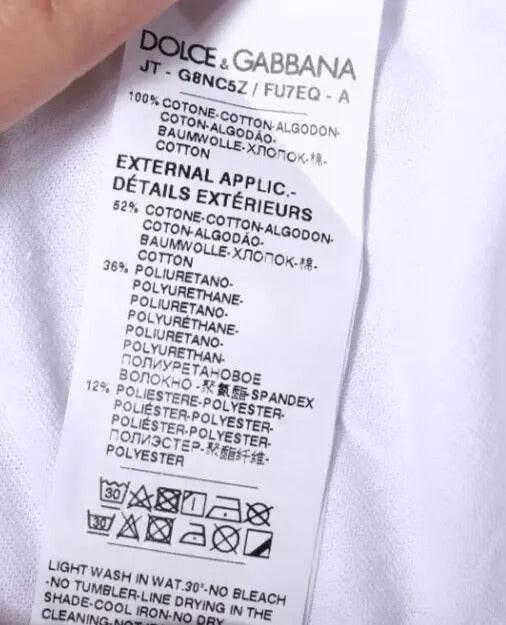 DOLCE & GABBANA
JT - G8NC5Z / FU7EQ - A
100% COTONE-COTTON-ALGODON-
COTON-ALGODÃO-
BAUMWOLLE-ХЛОПОК-棉-
COTTON
EXTERNAL APPLIC.-
DÉTAILS EXTÉRIEURS
52% COTONE-COTTON-ALGODON-
COTON-ALGODÃO-
BAUMWOLLE-ХЛОПОК-棉-
COTTON
36% POLIURETANO-
POLYURETHANE-
POLIURETANO-
POLYURÉTHANE-
POLIURETANO-
POLYURETHAN-
ПОЛИУРЕТАНОВОЕ
ВОЛОКНО-聚氨酯-SPANDEX
12% POLIESTERE-POLYESTER-
POLIÉSTER-POLYESTER-
POLIÉSTER-POLYESTER-
ПОЛИЭСТЕР-聚酯纤维-
POLYESTER
30
30
LIGHT WASH IN WAT.30°-NO BLEACH
-NO TUMBLER-LINE DRYING IN THE
SHADE-COOL IRON-NO DRY
CLEANING-NOT